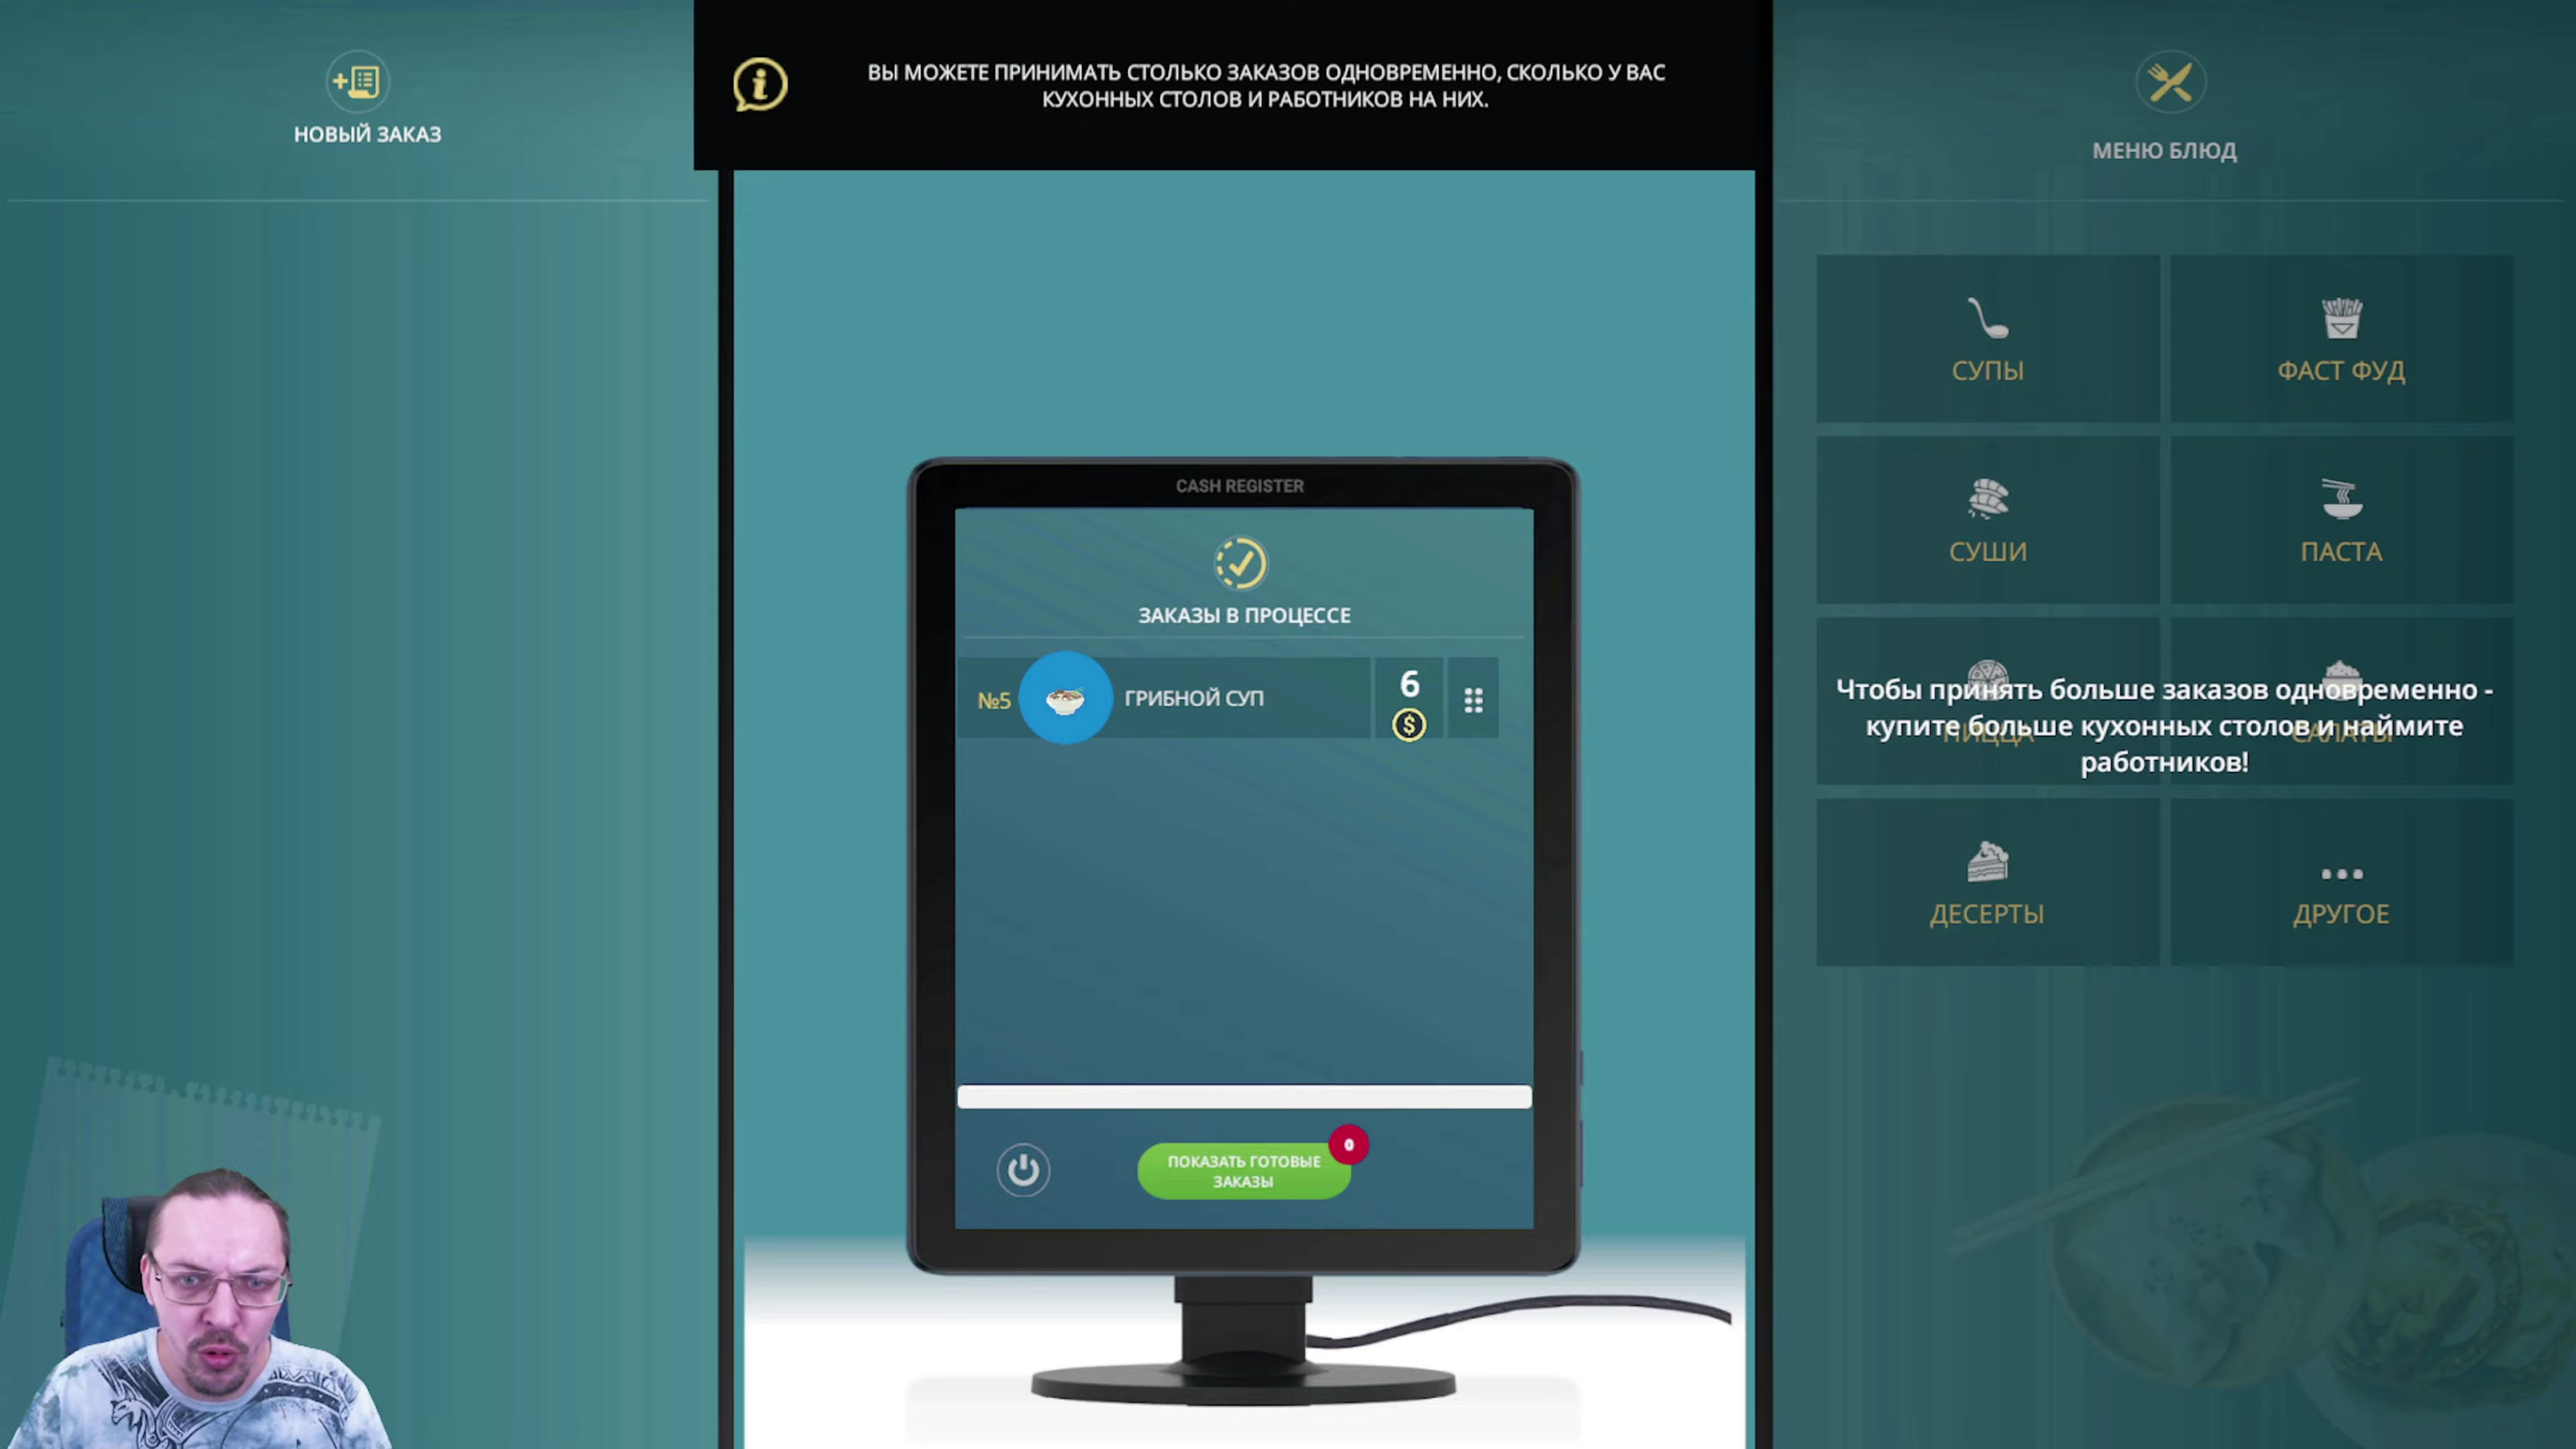 НОВЫЙ ЗАКАЗ
ВЫ МОЖЕТЕ ПРИНИМАТЬ СТОЛЬКО ЗАКАЗОВ ОДНОВРЕМЕННО, СКОЛЬКО У ВАС
КУХОННЫХ СТОЛОВ И РАБОТНИКОВ НА НИХ.
CASH REGISTER
ЗАКАЗЫ В ПРОЦЕССЕ
№5 ГРИБНОЙ СУП 6
ПОКАЗАТЬ ГОТОВЫЕ
ЗАКАЗЫ
0
МЕНЮ БЛЮД
СУПЫ
ФАСТ ФУД
СУШИ
ПАСТА
ПИЦЦА
САЛАТЫ
Чтобы принять больше заказов одновременно -
купите больше кухонных столов и наймите
работников!
ДЕСЕРТЫ
ДРУГОЕ